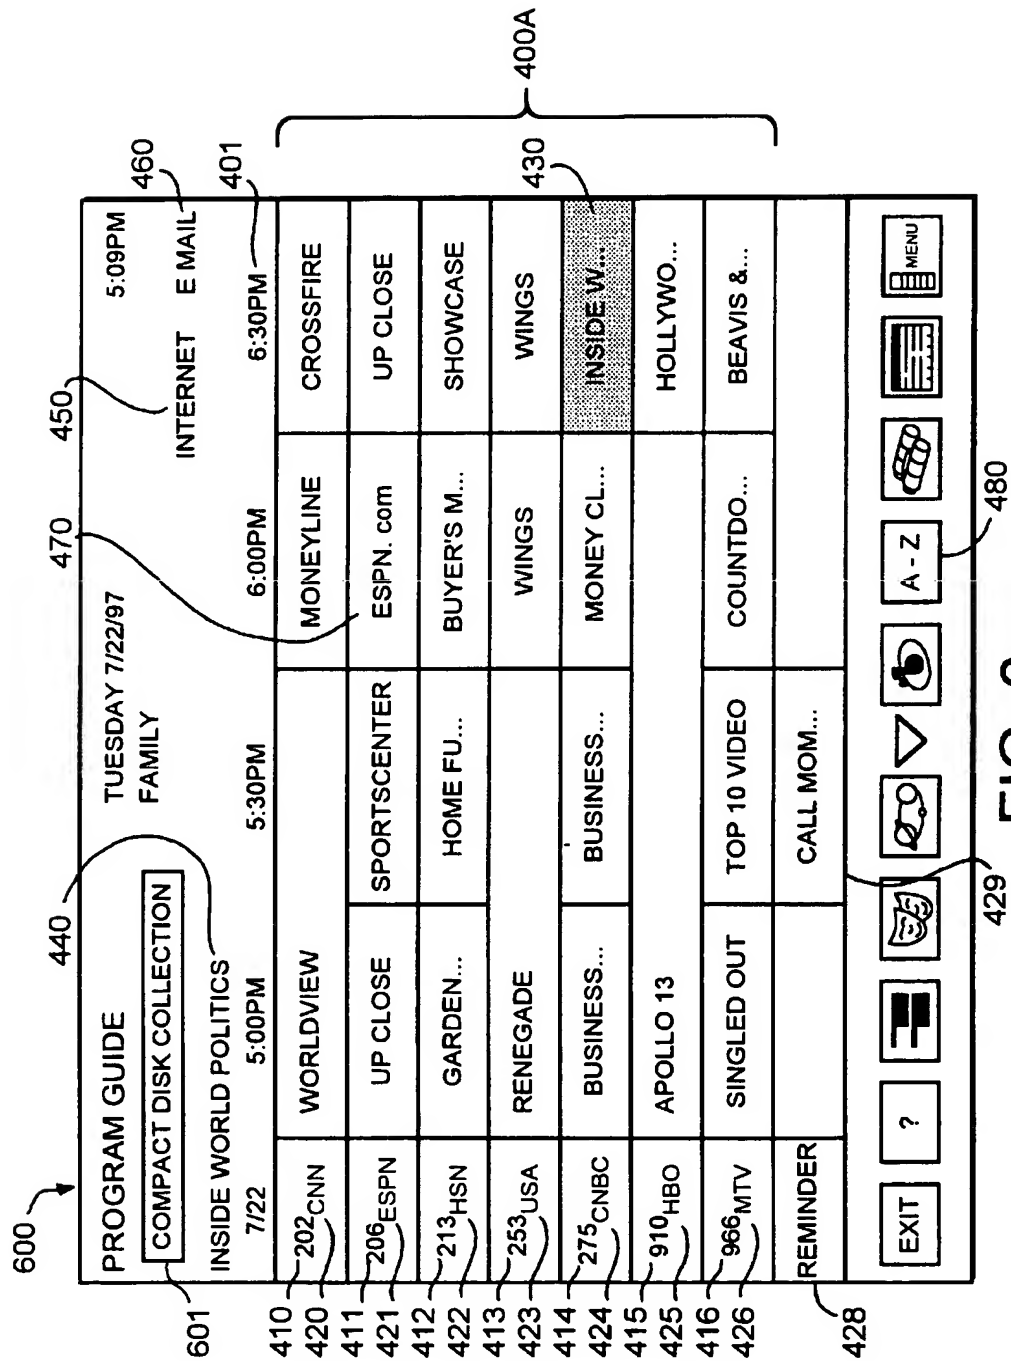 600
440
470
450
460
401
PROGRAM GUIDE TUESDAY 7/22/97 5:09PM
COMPACT DISK COLLECTION FAMILY INTERNET E MAIL
601
INSIDE WORLD POLITICS
7/22 5:00PM 5:30PM 6:00PM 6:30PM
410 420 202 CNN WORLDVIEW MONEYLINE CROSSFIRE
411 421 206 ESPN UP CLOSE SPORTSCENTER ESPN. com UP CLOSE
412 422 213 HSN GARDEN... HOME FU... BUYER'S M... SHOWCASE
413 423 253 USA RENEGADE WINGS WINGS
414 424 275 CNBC BUSINESS... BUSINESS... MONEY CL... INSIDE W...
415 425 910 HBO APOLLO 13 HOLLYWO...
416 426 966 MTV SINGLED OUT TOP 10 VIDEO COUNTDO... BEAVIS &...
400A
430
428 REMINDER CALL MOM...
EXIT ? A - Z MENU
429
480